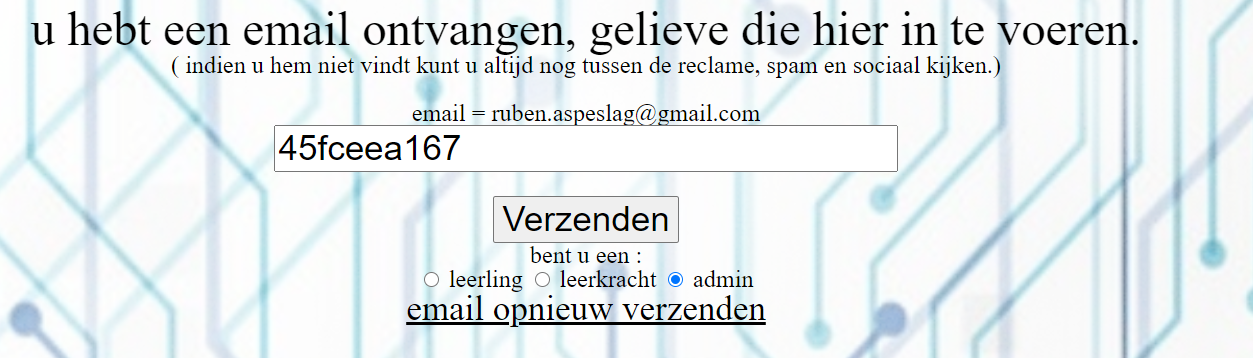 u hebt een email ontvangen, gelieve die hier in te voeren.
( indien u hem niet vindt kunt u altijd nog tussen de reclame, spam en sociaal kijken.)
email = ruben.aspeslag@gmail.com
45fceea167
Verzenden
bent u een :
leerling leerkracht admin
email opnieuw verzenden